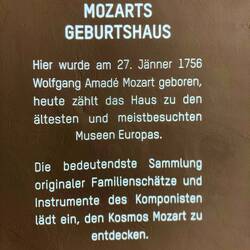 MOZARTS
GEBURTSHAUS
Hier wurde am 27. Jänner 1756
Wolfgang Amadé Mozart geboren,
heute zählt das Haus zu den
ältesten und meistbesuchten
Museen Europas.
Die bedeutendste Sammlung
originaler Familienschätze und
Instrumente des Komponisten
lädt ein, den Kosmos Mozart zu
entdecken.